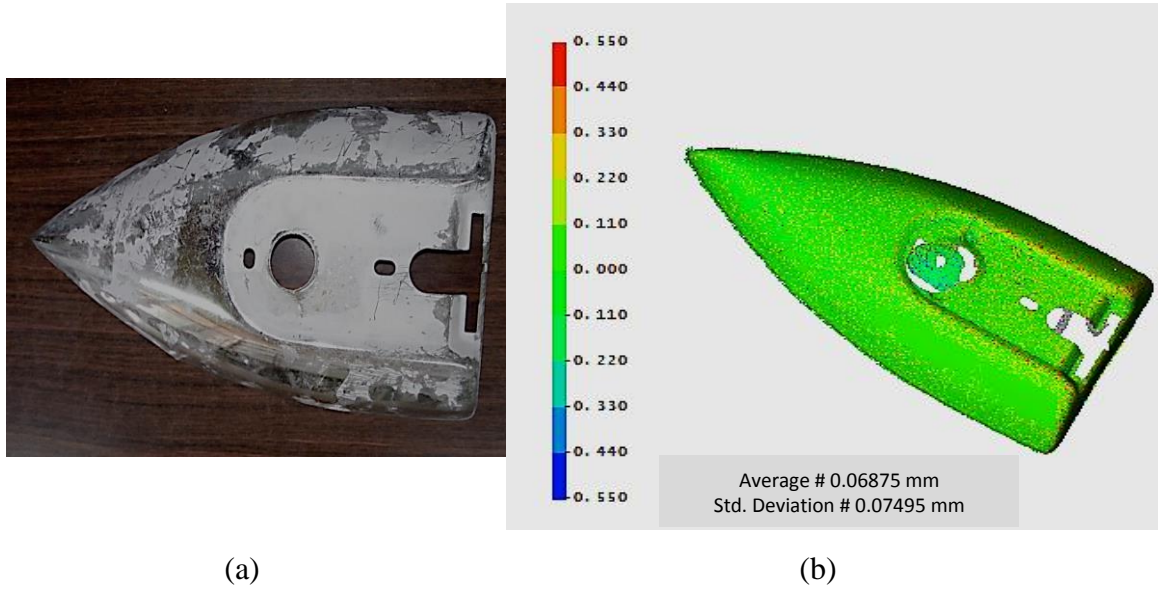 0. 550
0. 440
0. 330
0. 220
0. 110
0. 000
-0. 110
-0. 220
-0. 330
-0. 440
-0. 550
Average # 0.06875 mm
Std. Deviation # 0.07495 mm
(a)
(b)